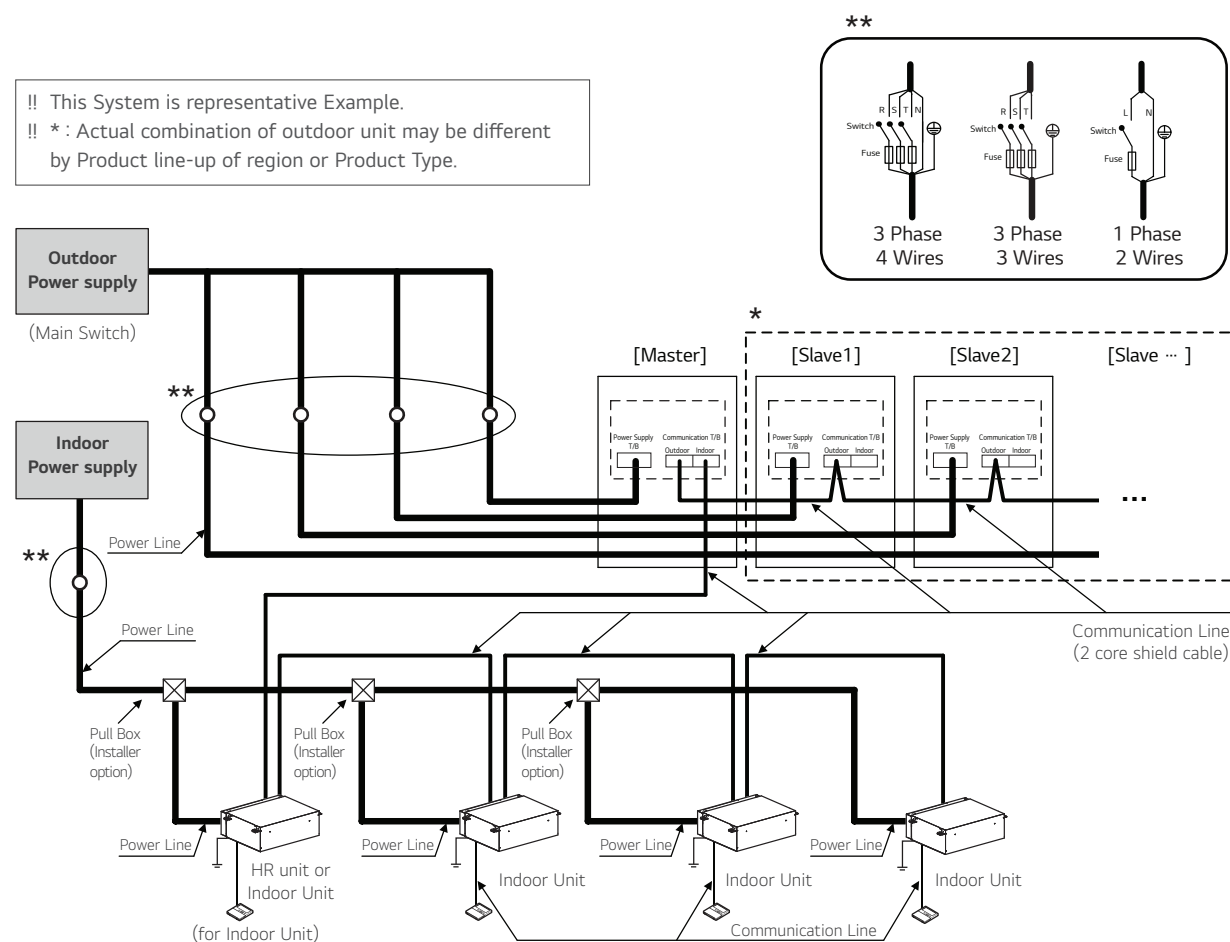 **
!! This System is representative Example.
!! * : Actual combination of outdoor unit may be different
by Product line-up of region or Product Type.
R S T N
Switch
Fuse
3 Phase
4 Wires
R S T
Switch
Fuse
3 Phase
3 Wires
L N
Switch
Fuse
1 Phase
2 Wires
Outdoor
Power supply
(Main Switch)
**
*
[Master]
[Slave1]
[Slave2]
[Slave ··· ]
Power Supply
T/B
Communication T/B
Outdoor Indoor
Power Supply
T/B
Communication T/B
Outdoor Indoor
Power Supply
T/B
Communication T/B
Outdoor Indoor
...
Indoor
Power supply
**
Power Line
Power Line
Communication Line
(2 core shield cable)
Pull Box
(Installer
option)
Pull Box
(Installer
option)
Pull Box
(Installer
option)
Power Line
Power Line
Power Line
Power Line
HR unit or
Indoor Unit
(for Indoor Unit)
Indoor Unit
Indoor Unit
Indoor Unit
Communication Line